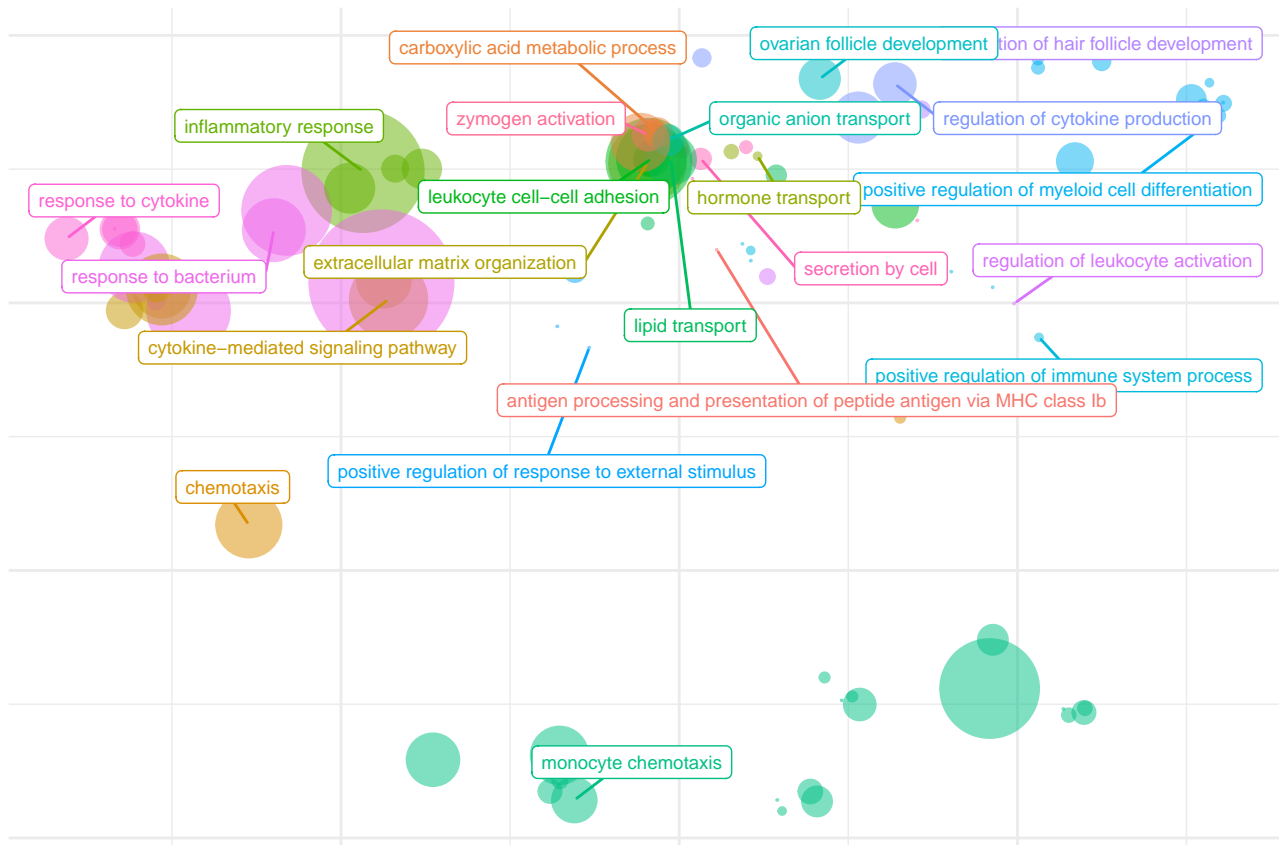 ovarian follicle development
tion of hair follicle development
carboxylic acid metabolic process
zymogen activation
organic anion transport
regulation of cytokine production
inflammatory response
positive regulation of myeloid cell differentiation
leukocyte cell−cell adhesion
hormone transport
response to cytokine
extracellular matrix organization
regulation of leukocyte activation
secretion by cell
response to bacterium
lipid transport
cytokine−mediated signaling pathway
positive regulation of immune system process
antigen processing and presentation of peptide antigen via MHC class Ib
positive regulation of response to external stimulus
chemotaxis
monocyte chemotaxis